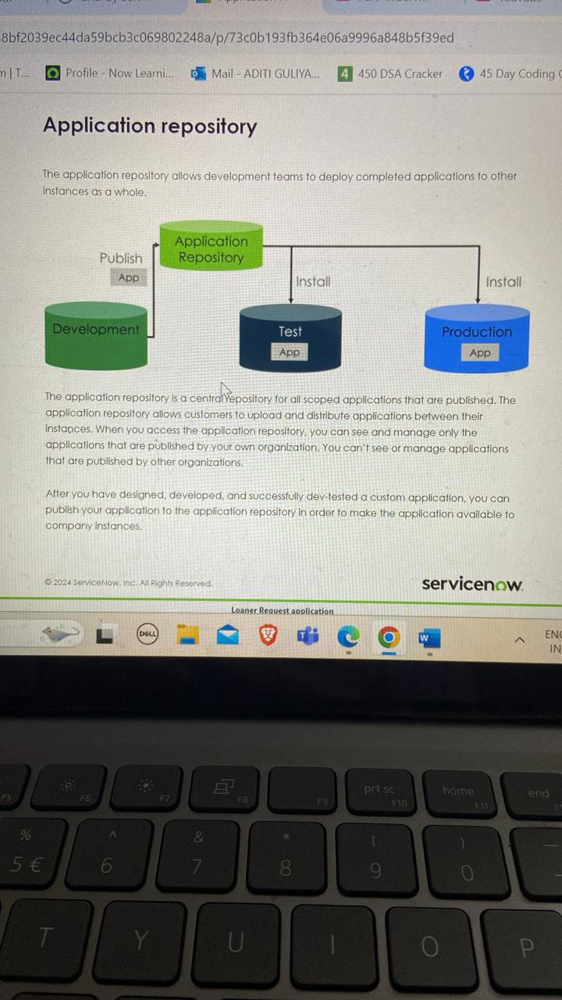 8bf2039ec44da59bcb3c069802248a/p/73c0b193fb364e06a9996a848b5f39ed
Profile - Now Learni...
Mail - ADITI GULIYA...
4 450 DSA Cracker
45 Day Coding
Application repository
The application repository allows development teams to deploy completed applications to other
instances as a whole.
Application
Repository
Publish
App
Install
Install
Development
Test
App
Production
App
The application repository is a central repository for all scoped applications that are published. The
application repository allows customers to upload and distribute applications between their
instances. When you access the application repository, you can see and manage only the
applications that are published by your own organization. You can't see or manage applications
that are published by other organizations.
After you have designed, developed, and successfully dev-tested a custom application, you can
publish your application to the application repository in order to make the application available to
company instances.
© 2024 ServiceNow, Inc. All Rights Reserved.
servicenow.
Loaner Request application
DELL
T
W
ENG
IN
F5
F6
F7
F8
F9
prt sc
F10
home
F11
end
% 5 €
^ 6
& 7
* 8
( 9
) 0
T
Y
U
I
O
P